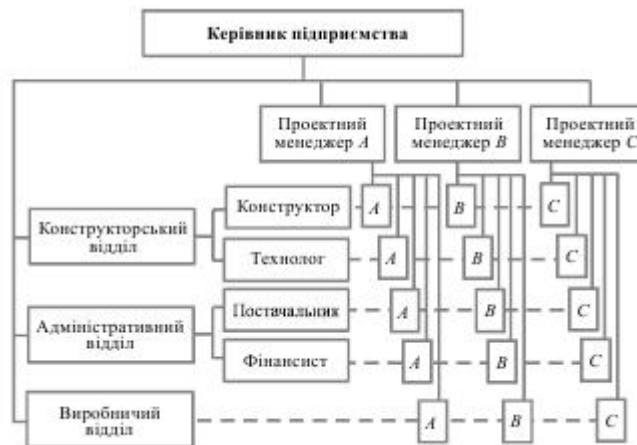 Керівник підприємства
Проектний
менеджер A
Проектний
менеджер B
Проектний
менеджер C
Конструкторський
відділ
Конструктор
A
B
C
Технолог
A
B
C
Адміністративний
відділ
Постачальник
A
B
C
Фінансист
A
B
C
Виробничий
відділ
A
B
C